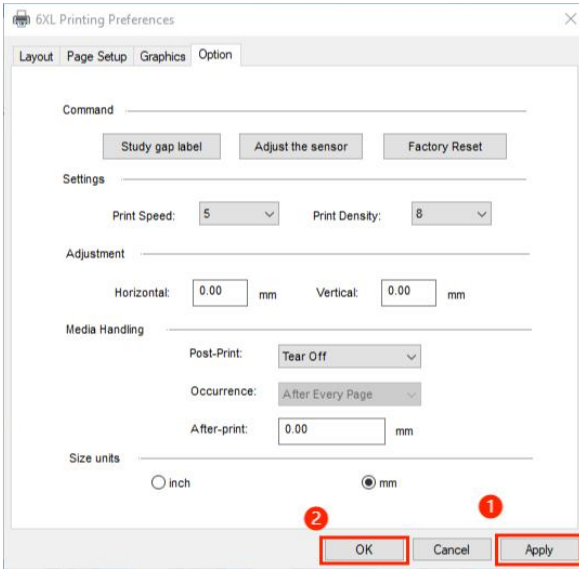 6XL Printing Preferences
Layout Page Setup Graphics Option
Command
Study gap label Adjust the sensor Factory Reset
Settings
Print Speed: 5 Print Density: 8
Adjustment
Horizontal: 0.00 mm Vertical: 0.00 mm
Media Handling
Post-Print: Tear Off
Occurrence: After Every Page
After-print: 0.00 mm
Size units
inch mm
2 1
OK Cancel Apply